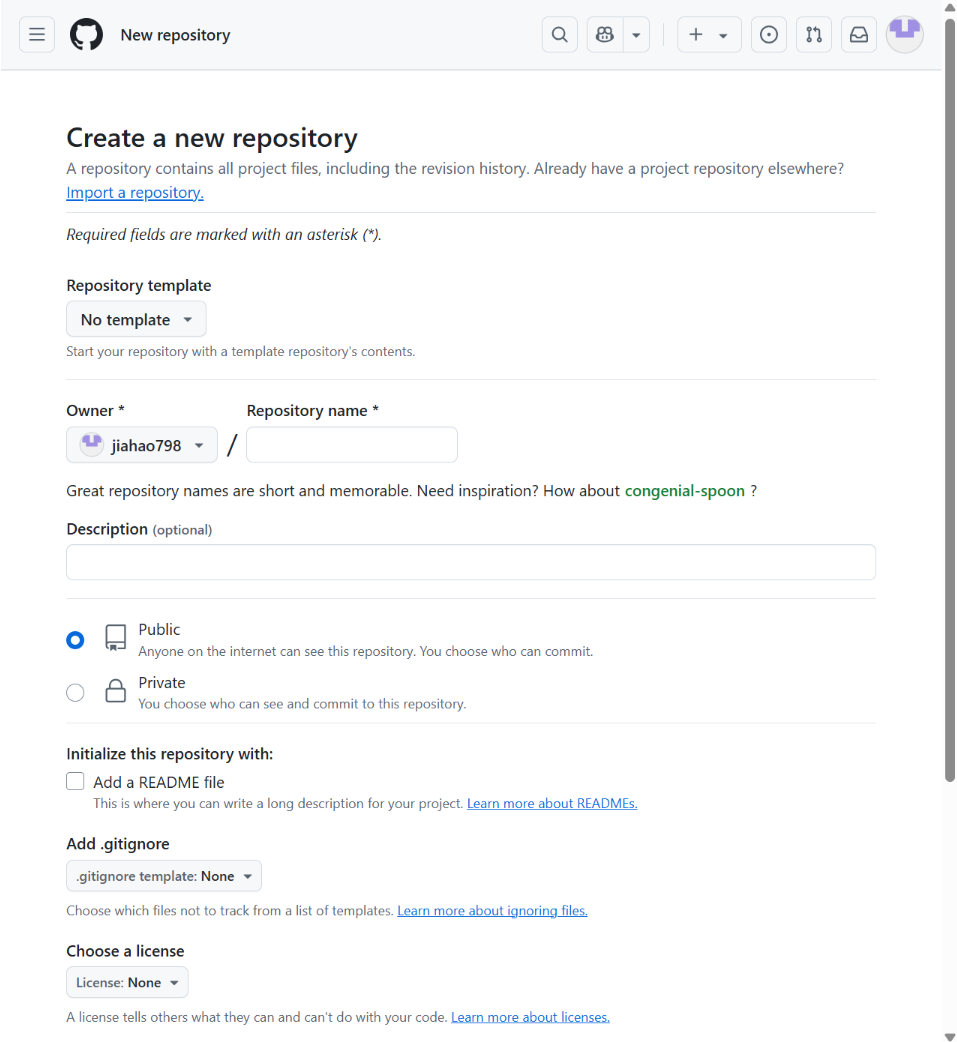 New repository
Create a new repository
A repository contains all project files, including the revision history. Already have a project repository elsewhere?
Import a repository.
Required fields are marked with an asterisk (*).
Repository template
No template
Start your repository with a template repository's contents.
Owner *
Repository name *
jiahao798
/
Great repository names are short and memorable. Need inspiration? How about congenial-spoon ?
Description (optional)
Public
Anyone on the internet can see this repository. You choose who can commit.
Private
You choose who can see and commit to this repository.
Initialize this repository with:
Add a README file
This is where you can write a long description for your project. Learn more about READMEs.
Add .gitignore
.gitignore template: None
Choose which files not to track from a list of templates. Learn more about ignoring files.
Choose a license
License: None
A license tells others what they can and can't do with your code. Learn more about licenses.